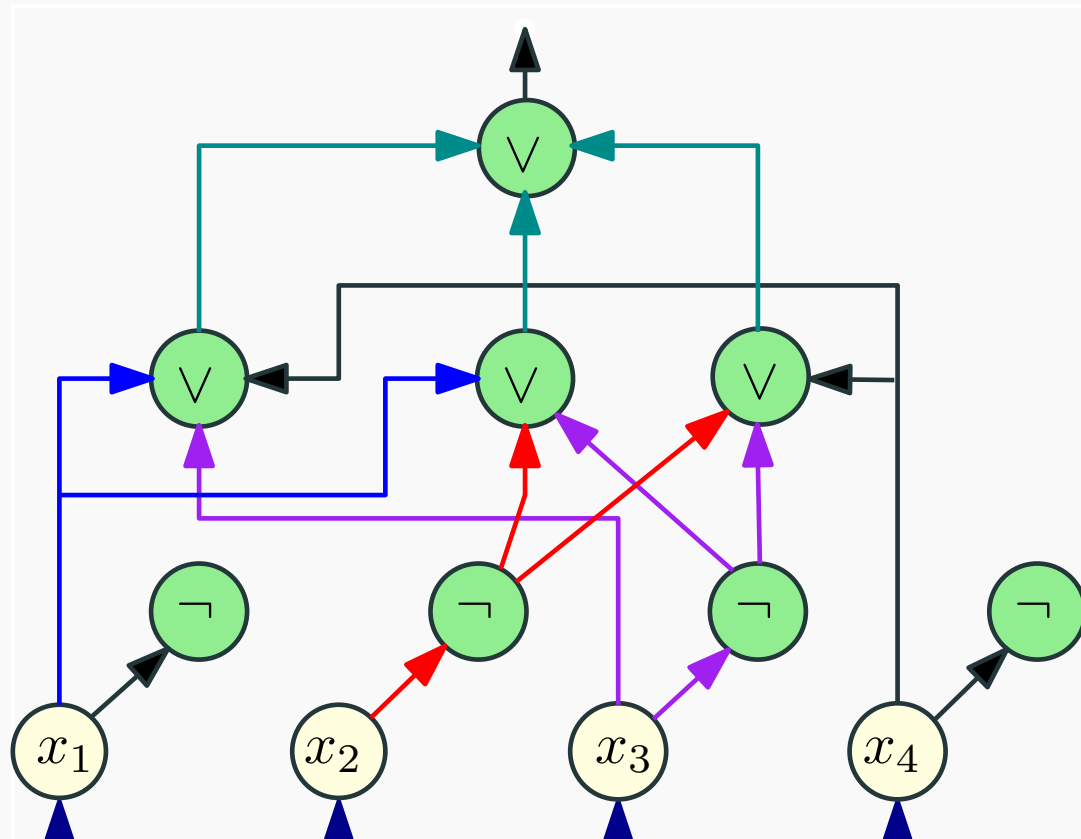 ∨
∨ ∨ ∨
¬ ¬ ¬ ¬
x₁ x₂ x₃ x₄